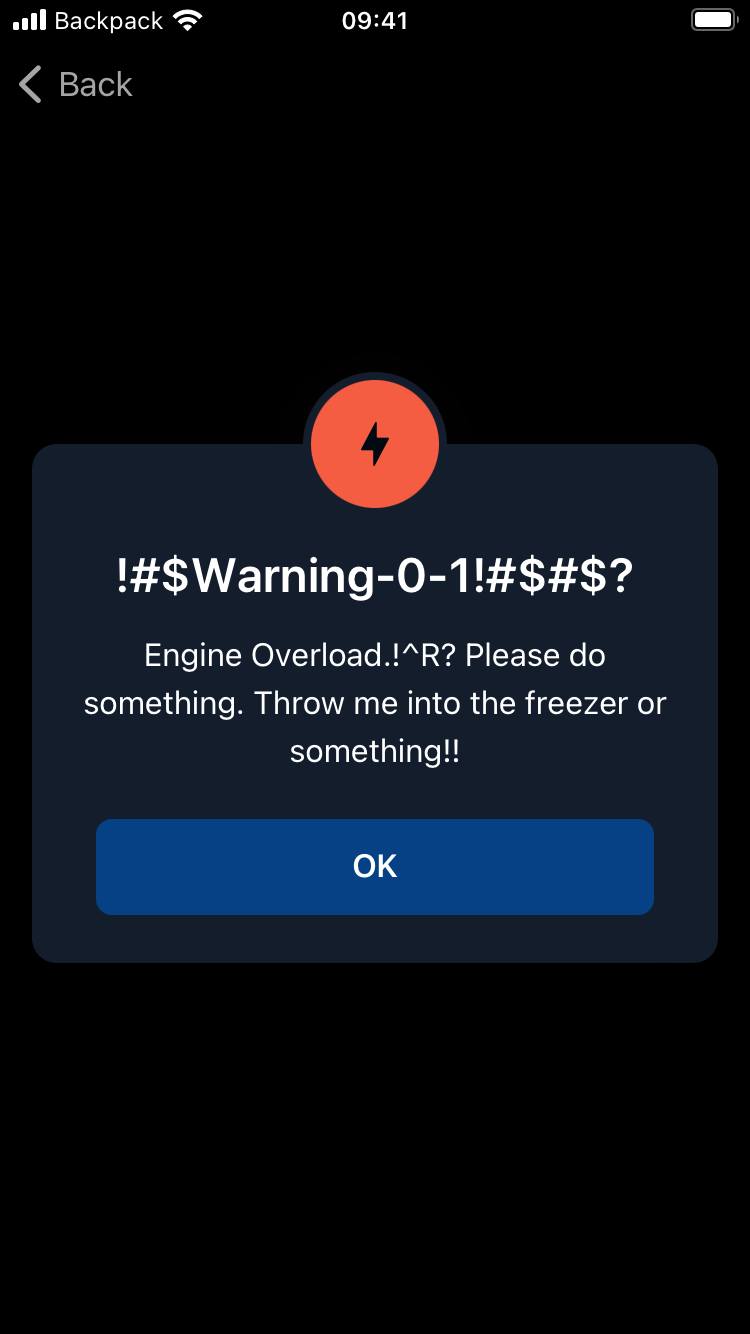 Backpack 09:41
Back
!#$Warning-0-1!#$#$?
Engine Overload.!^R? Please do
something. Throw me into the freezer or
something!!
OK